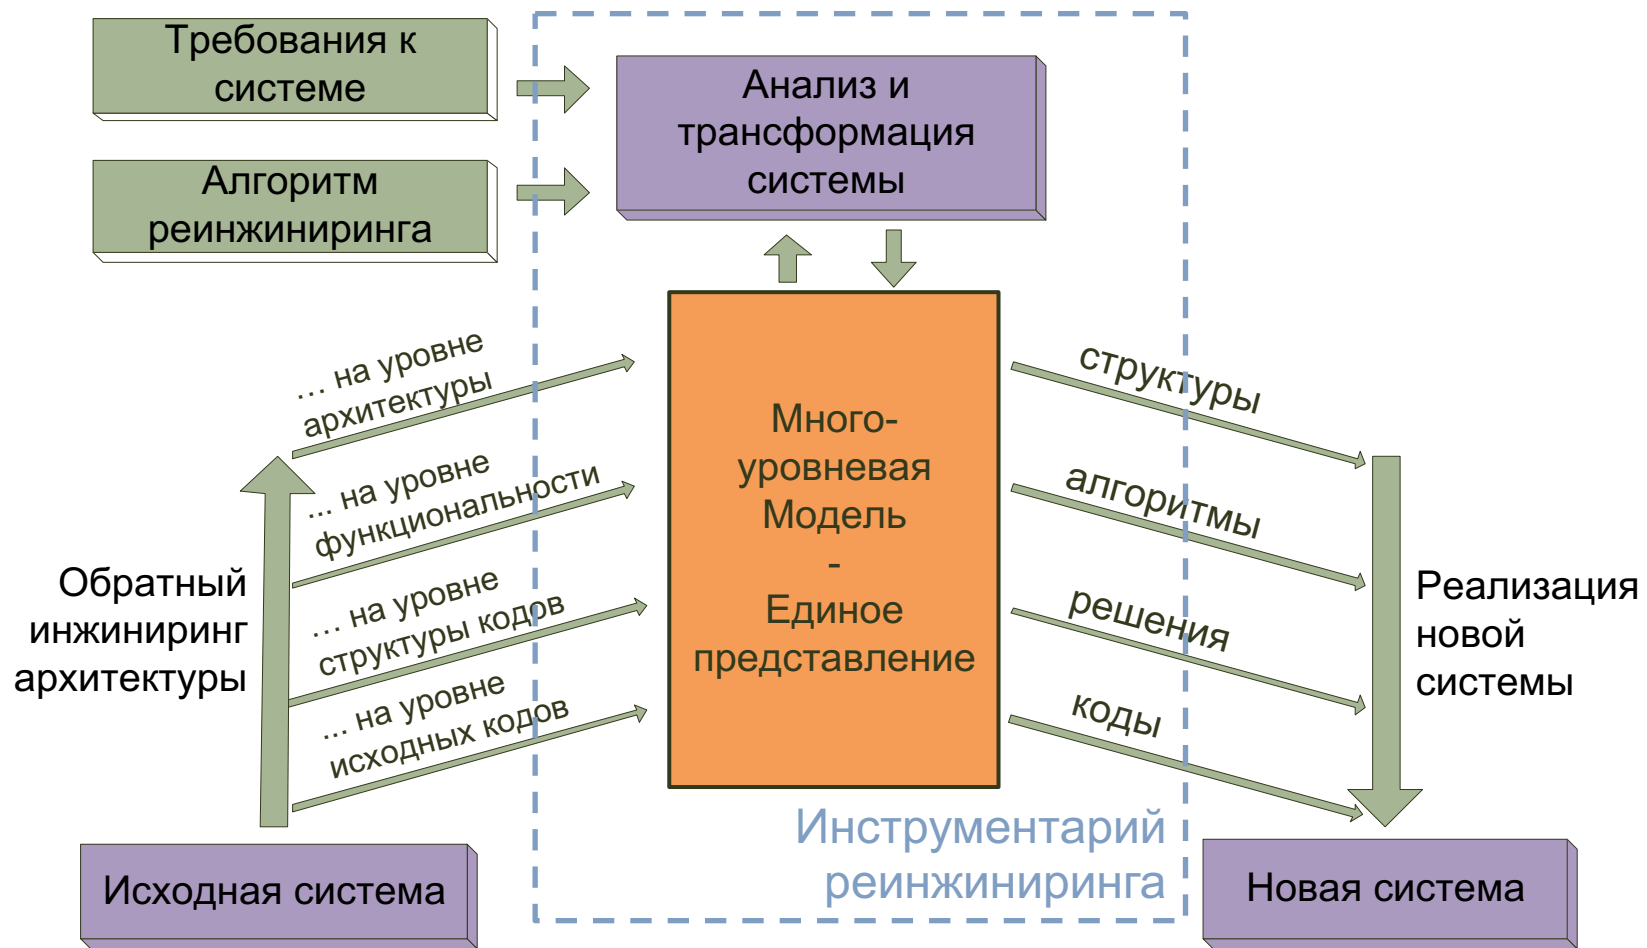 Требования к
системе
Алгоритм
реинжиниринга
Анализ и
трансформация
системы
... на уровне
архитектуры
... на уровне
функциональности
... на уровне
структуры кодов
... на уровне
исходных кодов
Обратный
инжиниринг
архитектуры
Много-
уровневая
Модель
-
Единое
представление
структуры
алгоритмы
решения
коды
Реализация
новой
системы
Инструментарий
реинжиниринга
Исходная система
Новая система